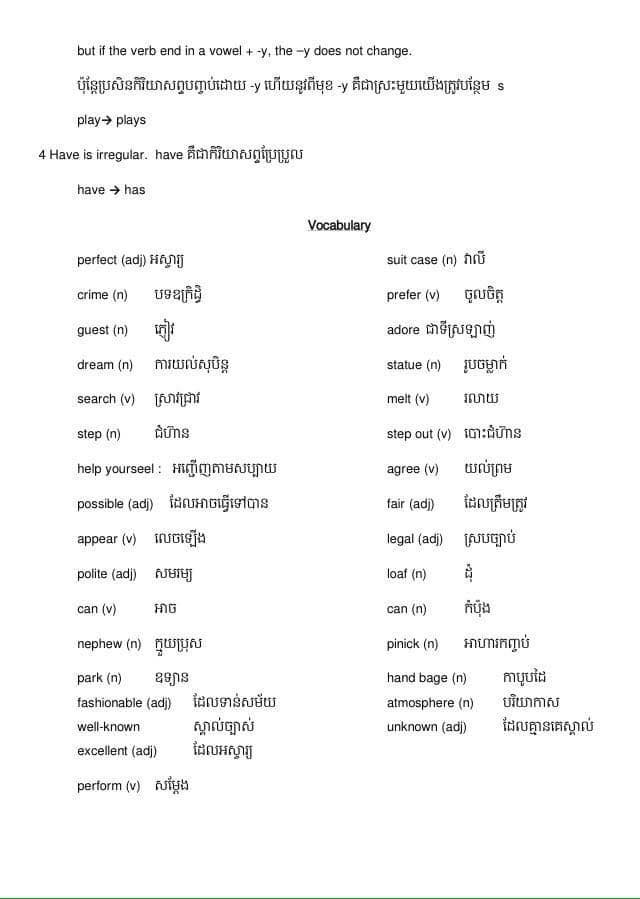 but if the verb end in a vowel + -y, the –y does not change.
ប៉ុន្តែប្រសិនកិរិយាសព្ទបញ្ចប់ដោយ -y ហើយនូវពីមុខ -y គឺជាស្រះមួយយើងត្រូវបន្ថែម s
play→ plays
4 Have is irregular. have គឺជាកិរិយាសព្ទប្រែប្រួល
have → has
Vocabulary
perfect (adj) អស្ចារ្យ suit case (n) វ៉ាលី
crime (n) បទឧក្រិដ្ធិ prefer (v) ចូលចិត្ត
guest (n) ភ្ញៀវ adore ជាទីស្រឡាញ់
dream (n) ការយល់សុបិន្ត statue (n) រូបចម្លាក់
search (v) ស្រាវជ្រាវ melt (v) រលាយ
step (n) ជំហ៊ាន step out (v) បោះជំហ៊ាន
help yourseel : អញ្ជើញតាមសប្បាយ agree (v) យល់ព្រម
possible (adj) ដែលអាចធ្វើទៅបាន fair (adj) ដែលត្រឹមត្រូវ
appear (v) លេចឡើង legal (adj) ស្របច្បាប់
polite (adj) សមរម្យ loaf (n) ដុំ
can (v) អាច can (n) កំប៉ុង
nephew (n) ក្មួយប្រុស pinick (n) អាហារកញ្ចប់
park (n) ឧទ្យាន hand bage (n) កាបូបដៃ
fashionable (adj) ដែលទាន់សម័យ atmosphere (n) បរិយាកាស
well-known ស្គាល់ច្បាស់ unknown (adj) ដែលគ្មានគេស្គាល់
excellent (adj) ដែលអស្ចារ្យ
perform (v) សម្តែង